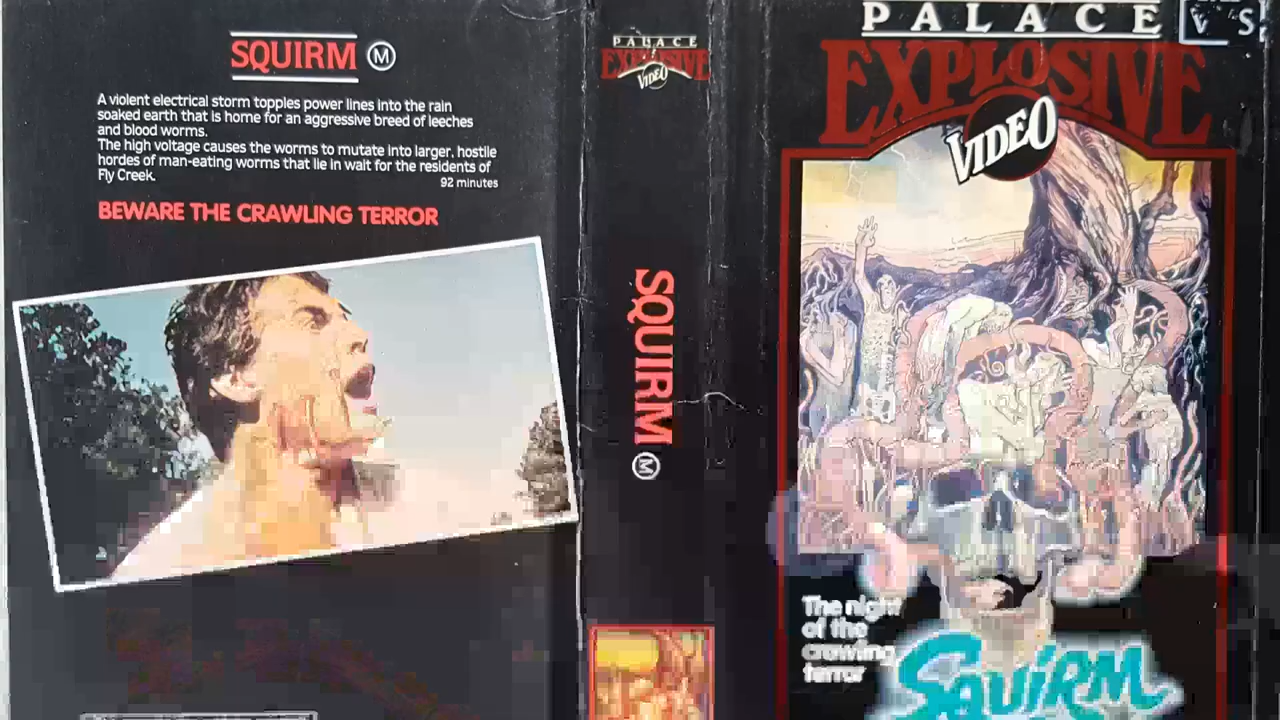 SQUIRM M
A violent electrical storm topples power lines into the rain
soaked earth that is home for an aggressive breed of leeches
and blood worms.
The high voltage causes the worms to mutate into larger, hostile
hordes of man-eating worms that lie in wait for the residents of
Fly Creek.
92 minutes
BEWARE THE CRAWLING TERROR
PALACE
EXPLOSIVE
VIDEO
SQUIRM M
PALACE
VHS
EXPLOSIVE
VIDEO
The night
of the
crawling
terror
SQUIRM